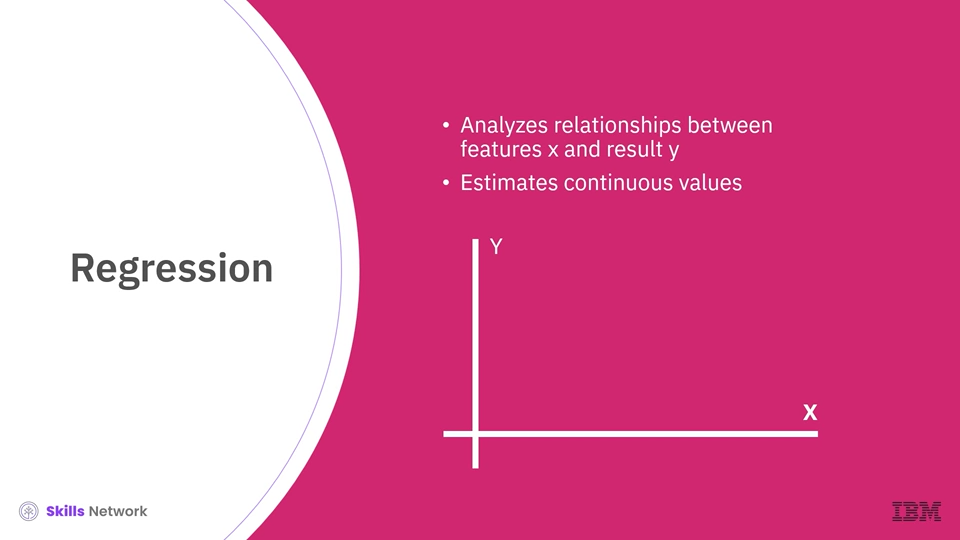 Regression
• Analyzes relationships between
features x and result y
• Estimates continuous values
Y
X
Skills Network
IBM